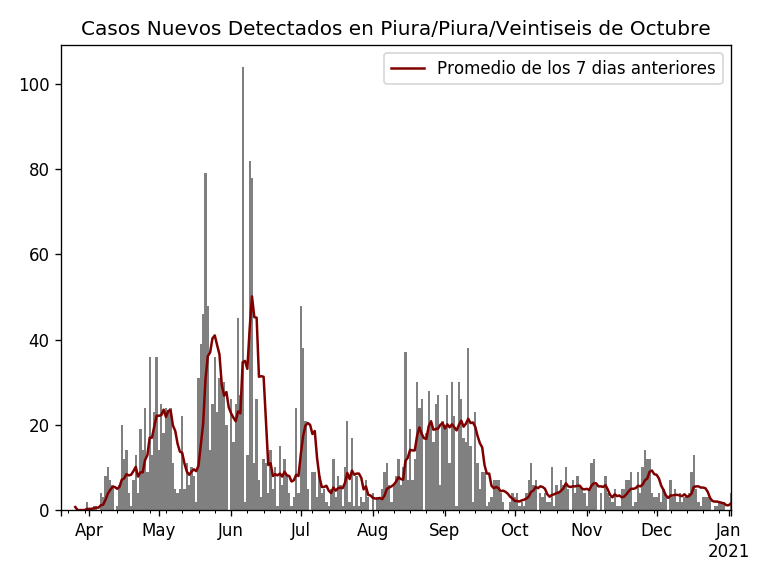 Casos Nuevos Detectados en Piura/Piura/Veintiseis de Octubre
Promedio de los 7 dias anteriores
100
80
60
40
20
0
Apr May Jun Jul Aug Sep Oct Nov Dec Jan
2021